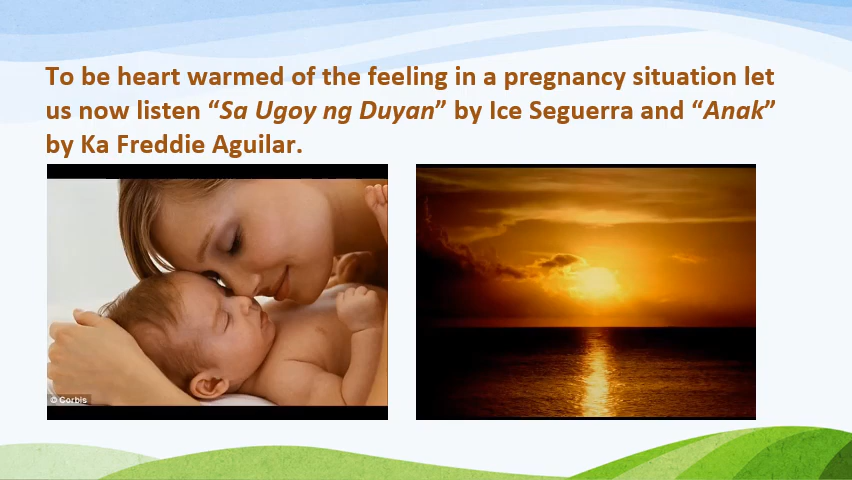 To be heart warmed of the feeling in a pregnancy situation let
us now listen “Sa Ugoy ng Duyan” by Ice Seguerra and “Anak”
by Ka Freddie Aguilar.
© Corbis